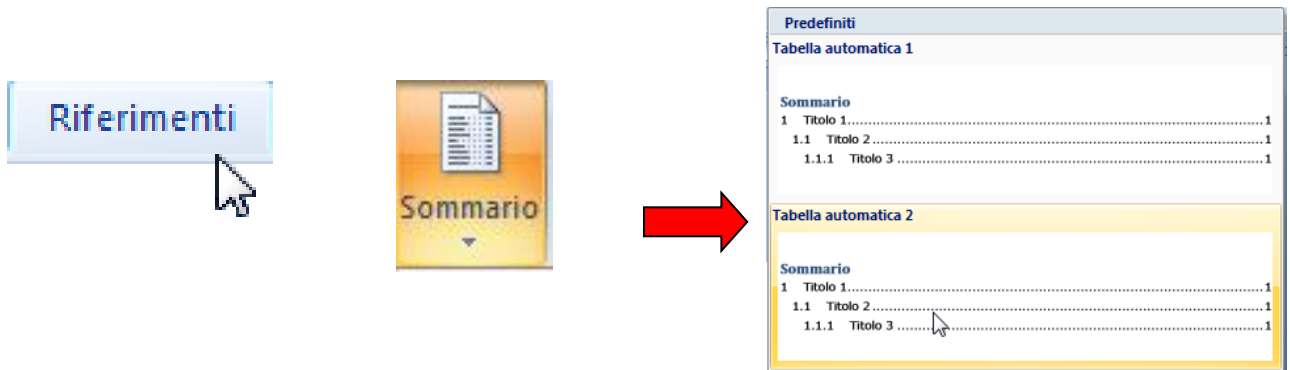 Riferimenti
Sommario
Predefiniti
Tabella automatica 1
Sommario
1 Titolo 1........................................................................................................1
1.1 Titolo 2...................................................................................................1
1.1.1 Titolo 3 .............................................................................................1
Tabella automatica 2
Sommario
1 Titolo 1........................................................................................................1
1.1 Titolo 2...................................................................................................1
1.1.1 Titolo 3 .............................................................................................1